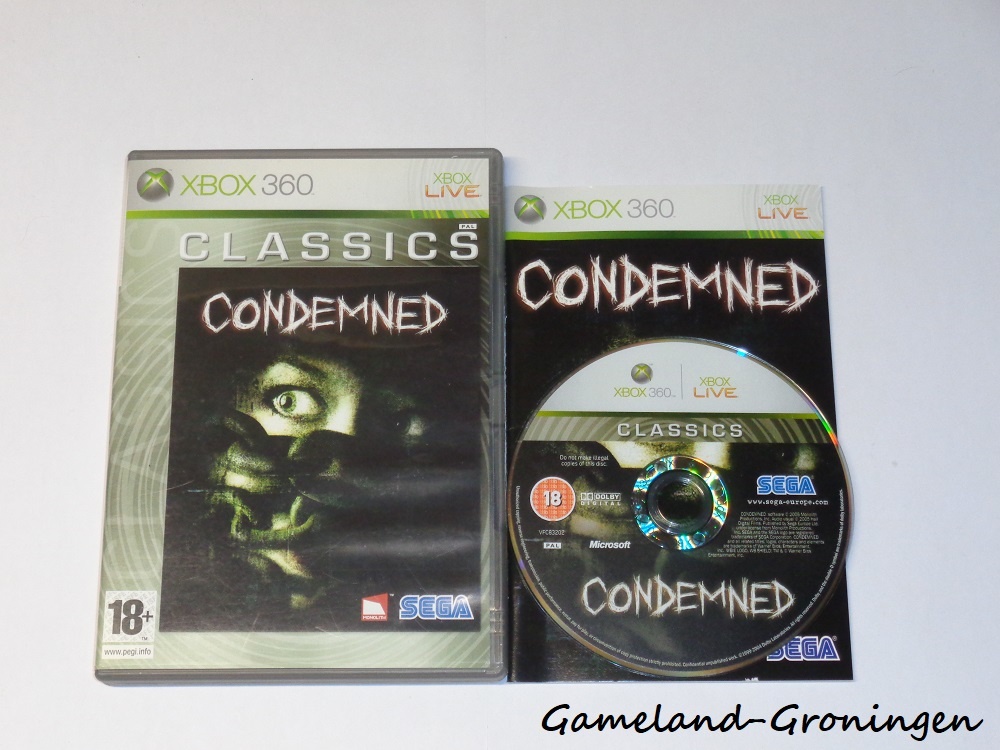 XBOX 360
XBOX LIVE
PAL
CLASSICS
CONDEMNED
MONOLITH
SEGA
18+
www.pegi.info
XBOX 360
XBOX LIVE
CONDEMNED
XBOX 360
XBOX LIVE
CLASSICS
Do not make illegal
copies of this disc.
18
DOLBY
DIGITAL
SEGA
www.sega-europe.com
PAL
Microsoft
CONDEMNED
SEGA
Gameland-Groningen